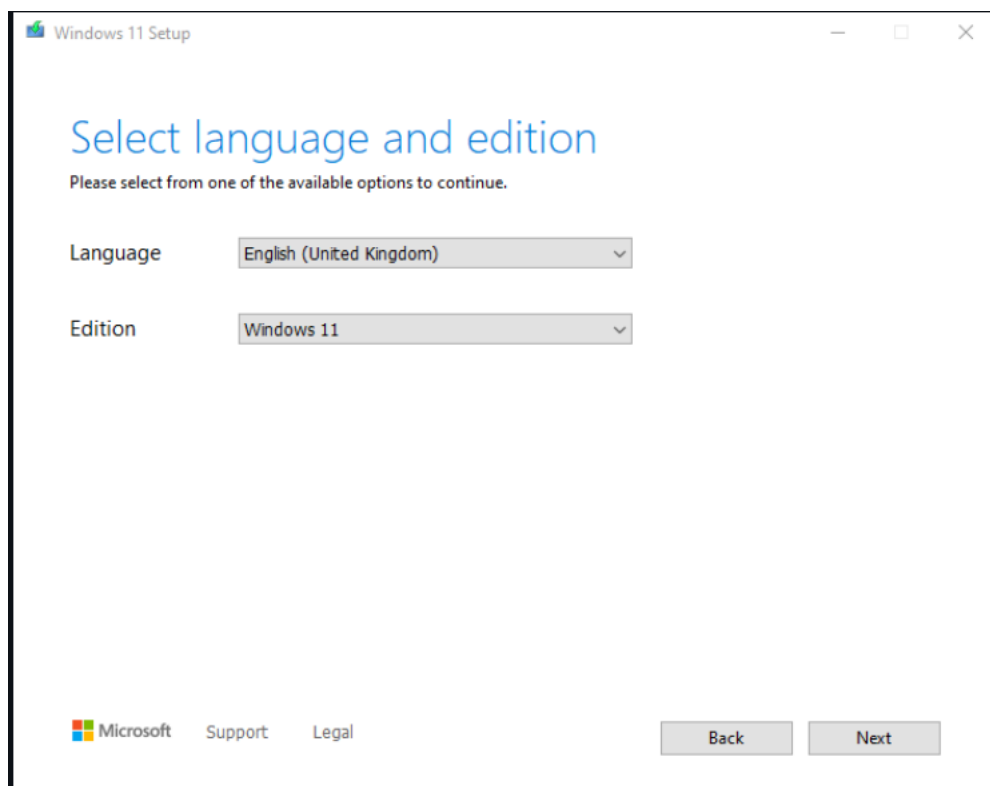 Windows 11 Setup
Select language and edition
Please select from one of the available options to continue.
Language English (United Kingdom)
Edition Windows 11
Microsoft Support Legal Back Next